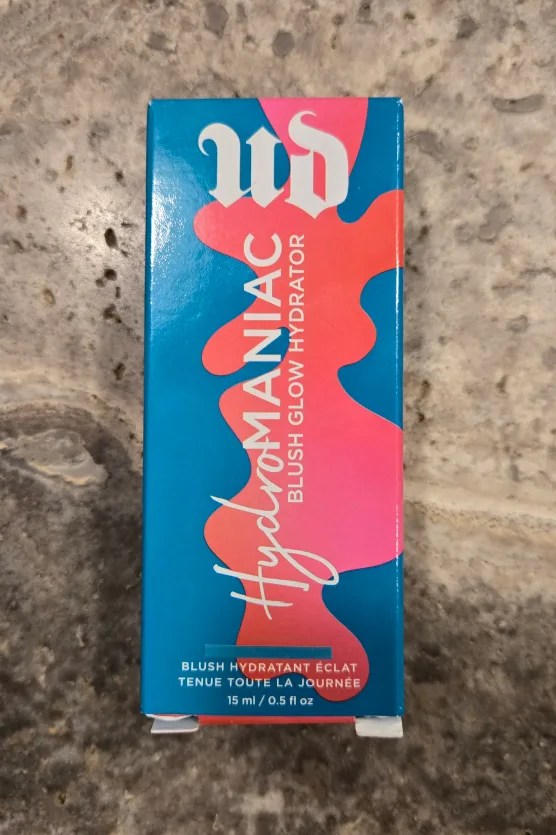 UD
HydroMANIAC
BLUSH GLOW HYDRATOR
BLUSH HYDRATANT ÉCLAT
TENUE TOUTE LA JOURNÉE
15 ml / 0.5 fl oz